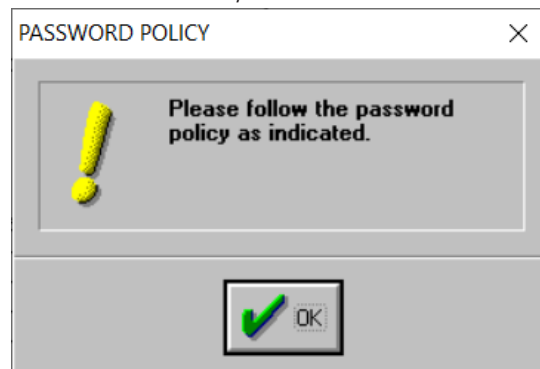 PASSWORD POLICY
Please follow the password
policy as indicated.
OK